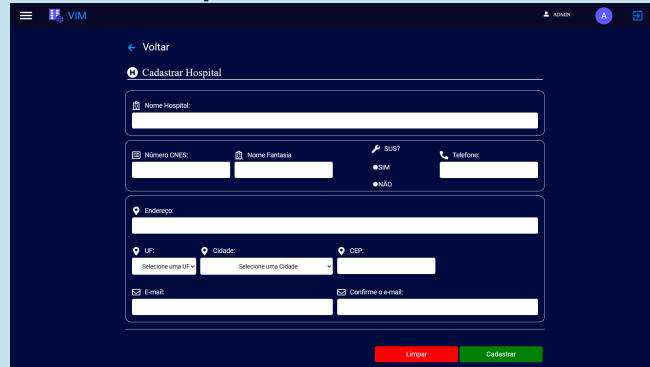 VIM
ADMIN
A
Voltar
H Cadastrar Hospital
Nome Hospital:
Número CNES:
Nome Fantasia
SUS?
SIM
NÃO
Telefone:
Endereço:
UF:
Cidade:
CEP:
Selecione uma UF
Selecione uma Cidade
E-mail:
Confirme o e-mail:
Limpar
Cadastrar